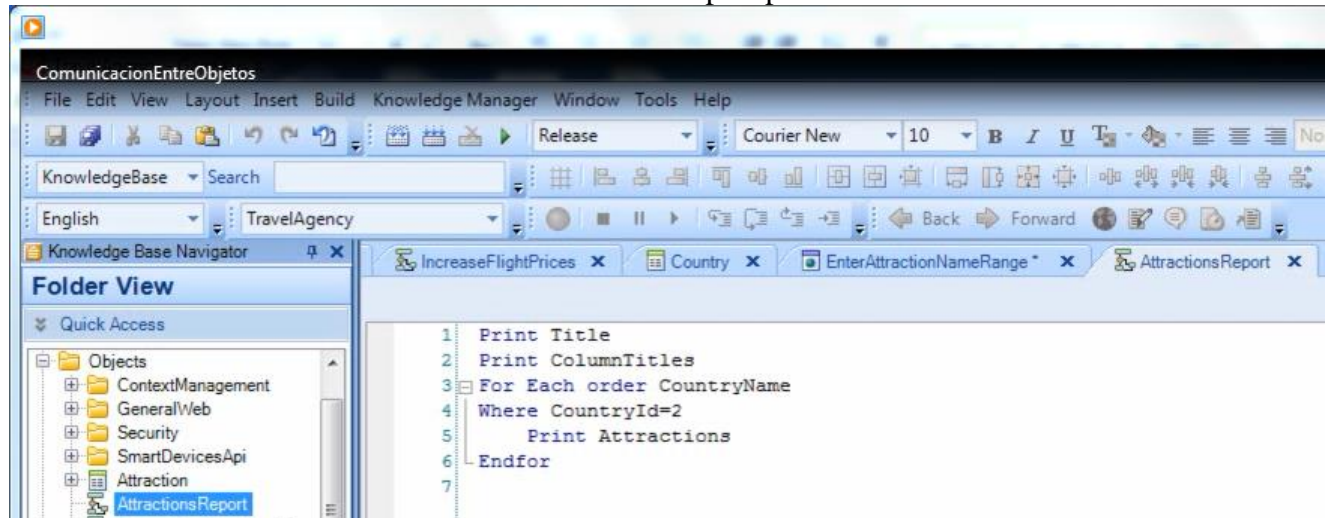 ComunicacionEntreObjetos
File Edit View Layout Insert Build Knowledge Manager Window Tools Help
Release Courier New 10 B I U No
KnowledgeBase Search
English TravelAgency Back Forward
Knowledge Base Navigator IncreaseFlightPrices Country EnterAttractionNameRange* AttractionsReport
Folder View
Quick Access
1 Print Title
Objects 2 Print ColumnTitles
ContextManagement 3 For Each order CountryName
GeneralWeb 4 Where CountryId=2
Security 5 Print Attractions
SmartDevicesApi 6 Endfor
Attraction 7
AttractionsReport